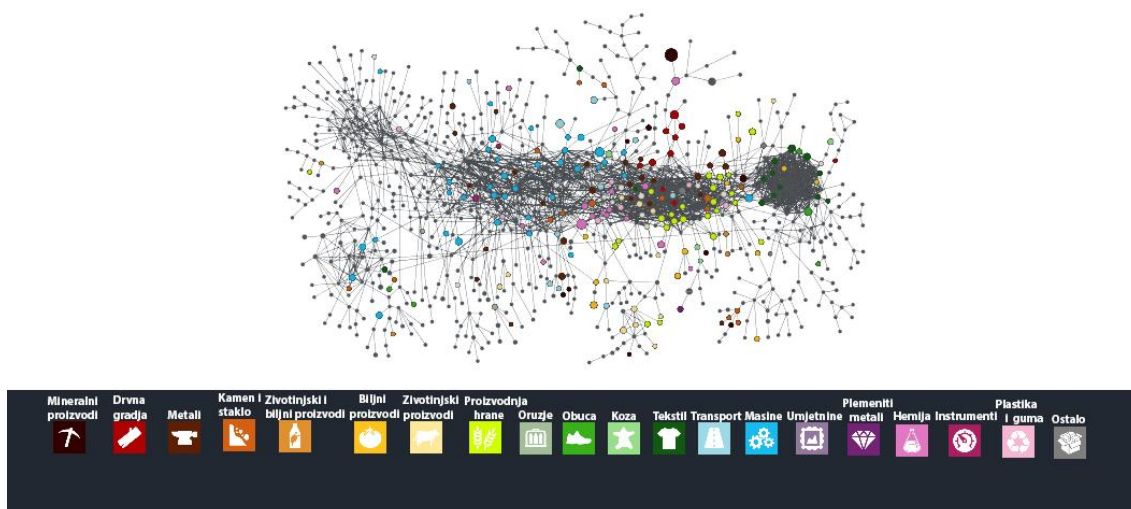 Mineralni
proizvodi
Drvna
gradja
Metali
Kamen i
staklo
Zivotinjski i
biljni proizvodi
Biljni
proizvodi
Zivotinjski
proizvodi
Proizvodnja
hrane
Oruzje
Obuca
Koza
Tekstil
Transport
Masine
Umjetnine
Plemeniti
metali
Hemija
Instrumenti
Plastika
i guma
Ostalo